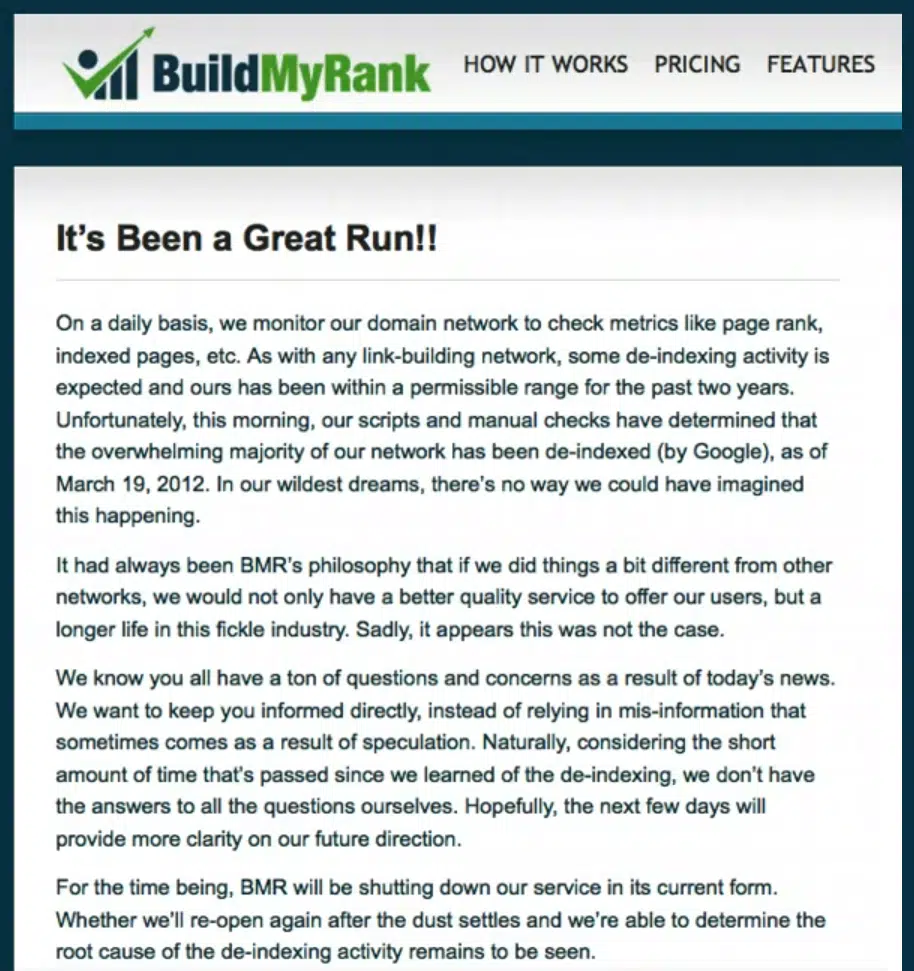 BuildMyRank HOW IT WORKS PRICING FEATURES
It's Been a Great Run!!
On a daily basis, we monitor our domain network to check metrics like page rank,
indexed pages, etc. As with any link-building network, some de-indexing activity is
expected and ours has been within a permissible range for the past two years.
Unfortunately, this morning, our scripts and manual checks have determined that
the overwhelming majority of our network has been de-indexed (by Google), as of
March 19, 2012. In our wildest dreams, there's no way we could have imagined
this happening.
It had always been BMR's philosophy that if we did things a bit different from other
networks, we would not only have a better quality service to offer our users, but a
longer life in this fickle industry. Sadly, it appears this was not the case.
We know you all have a ton of questions and concerns as a result of today's news.
We want to keep you informed directly, instead of relying in mis-information that
sometimes comes as a result of speculation. Naturally, considering the short
amount of time that's passed since we learned of the de-indexing, we don't have
the answers to all the questions ourselves. Hopefully, the next few days will
provide more clarity on our future direction.
For the time being, BMR will be shutting down our service in its current form.
Whether we'll re-open again after the dust settles and we're able to determine the
root cause of the de-indexing activity remains to be seen.